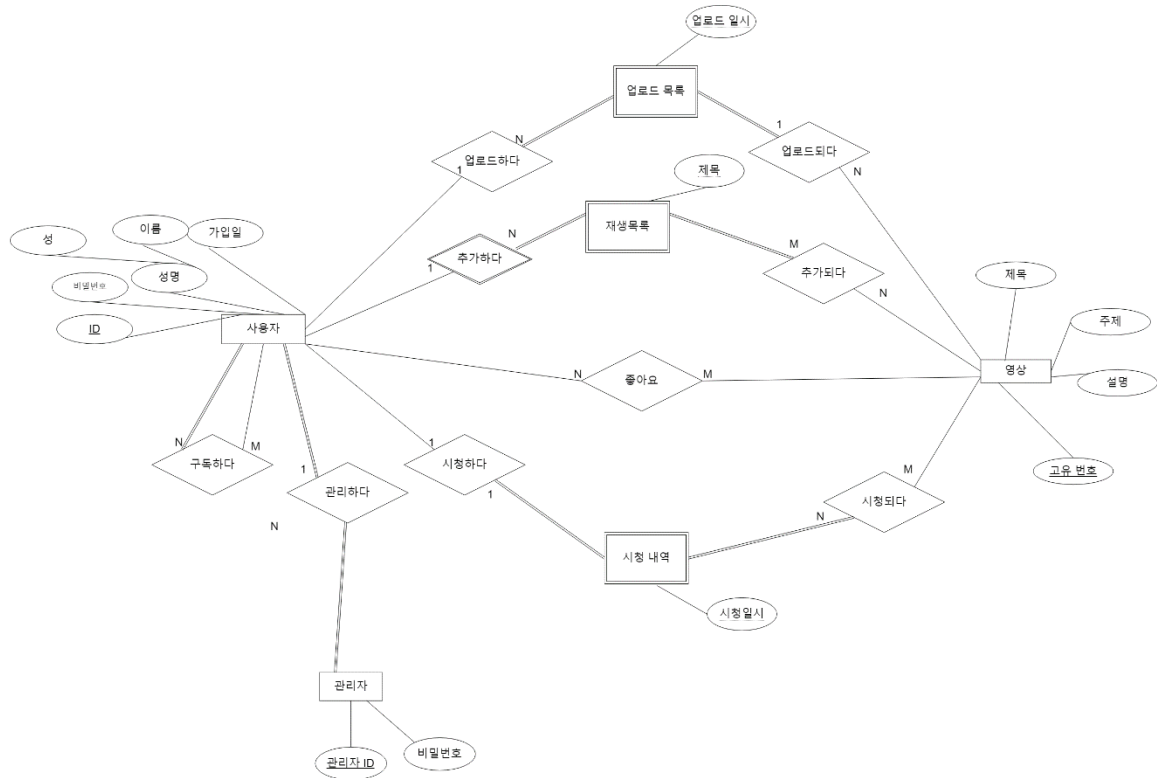 업로드 일시
업로드 목록
N
1
업로드하다
1
업로드되다
N
제목
재생목록
이름
가입일
성
N
M
추가하다
1
추가되다
N
성명
비밀번호
ID
사용자
제목
주제
영상
설명
N
좋아요
M
N
M
구독하다
1
시청하다
1
M
고유 번호
1
관리하다
N
시청되다
N
시청 내역
시청일시
관리자
비밀번호
관리자 ID